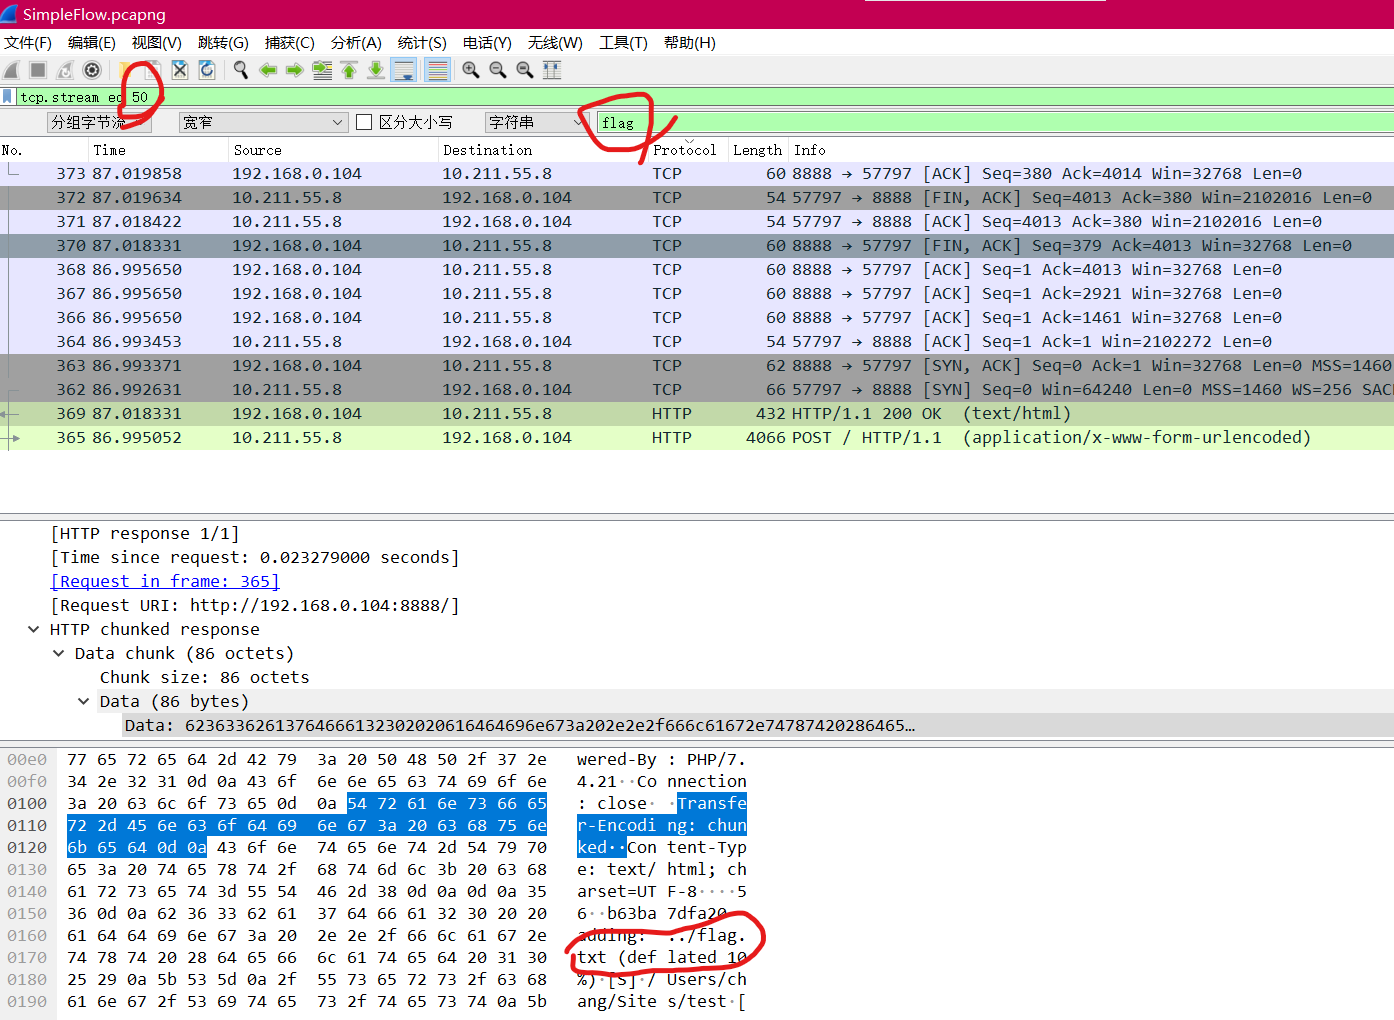 SimpleFlow.pcapng
文件(F) 编辑(E) 视图(V) 跳转(G) 捕获(C) 分析(A) 统计(S) 电话(Y) 无线(W) 工具(T) 帮助(H)
tcp.stream eq 50
分组字节流 宽窄 区分大小写 字符串 flag
No. Time Source Destination Protocol Length Info
373 87.019858 192.168.0.104 10.211.55.8 TCP 60 8888 → 57797 [ACK] Seq=380 Ack=4014 Win=32768 Len=0
372 87.019634 10.211.55.8 192.168.0.104 TCP 54 57797 → 8888 [FIN, ACK] Seq=4013 Ack=380 Win=2102016 Len=0
371 87.018422 10.211.55.8 192.168.0.104 TCP 54 57797 → 8888 [ACK] Seq=4013 Ack=380 Win=2102016 Len=0
370 87.018331 192.168.0.104 10.211.55.8 TCP 60 8888 → 57797 [FIN, ACK] Seq=379 Ack=4013 Win=32768 Len=0
368 86.995650 192.168.0.104 10.211.55.8 TCP 60 8888 → 57797 [ACK] Seq=1 Ack=4013 Win=32768 Len=0
367 86.995650 192.168.0.104 10.211.55.8 TCP 60 8888 → 57797 [ACK] Seq=1 Ack=2921 Win=32768 Len=0
366 86.995650 192.168.0.104 10.211.55.8 TCP 60 8888 → 57797 [ACK] Seq=1 Ack=1461 Win=32768 Len=0
364 86.993453 10.211.55.8 192.168.0.104 TCP 54 57797 → 8888 [ACK] Seq=1 Ack=1 Win=2102272 Len=0
363 86.993371 192.168.0.104 10.211.55.8 TCP 62 8888 → 57797 [SYN, ACK] Seq=0 Ack=1 Win=32768 Len=0 MSS=1460
362 86.992631 10.211.55.8 192.168.0.104 TCP 66 57797 → 8888 [SYN] Seq=0 Win=64240 Len=0 MSS=1460 WS=256 SAC
369 87.018331 192.168.0.104 10.211.55.8 HTTP 432 HTTP/1.1 200 OK (text/html)
365 86.995052 10.211.55.8 192.168.0.104 HTTP 4066 POST / HTTP/1.1 (application/x-www-form-urlencoded)
[HTTP response 1/1]
[Time since request: 0.023279000 seconds]
[Request in frame: 365]
[Request URI: http://192.168.0.104:8888/]
HTTP chunked response
Data chunk (86 octets)
Chunk size: 86 octets
Data (86 bytes)
Data: 62363362613764666132302020616464696e673a202e2e2f666c61672e74787420286465…
00e0 77 65 72 65 64 2d 42 79 3a 20 50 48 50 2f 37 2e wered-By : PHP/7.
00f0 34 2e 32 31 0d 0a 43 6f 6e 6e 65 63 74 69 6f 6e 4.21··Co nnection
0100 3a 20 63 6c 6f 73 65 0d 0a 54 72 61 6e 73 66 65 : close· ·Transfe
0110 72 2d 45 6e 63 6f 64 69 6e 67 3a 20 63 68 75 6e r-Encodi ng: chun
0120 6b 65 64 0d 0a 43 6f 6e 74 65 6e 74 2d 54 79 70 ked··Con tent-Typ
0130 65 3a 20 74 65 78 74 2f 68 74 6d 6c 3b 20 63 68 e: text/ html; ch
0140 61 72 73 65 74 3d 55 54 46 2d 38 0d 0a 0d 0a 35 arset=UT F-8····5
0150 36 0d 0a 62 36 33 62 61 37 64 66 61 32 30 20 20 6··b63ba 7dfa20
0160 61 64 64 69 6e 67 3a 20 2e 2e 2f 66 6c 61 67 2e adding: ../flag.
0170 74 78 74 20 28 64 65 66 6c 61 74 65 64 20 31 30 txt (def lated 10
0180 25 29 0a 5b 53 5d 0a 2f 55 73 65 72 73 2f 63 68 %)·[S]·/ Users/ch
0190 61 6e 67 2f 53 69 74 65 73 2f 74 65 73 74 0a 5b ang/Site s/test·[